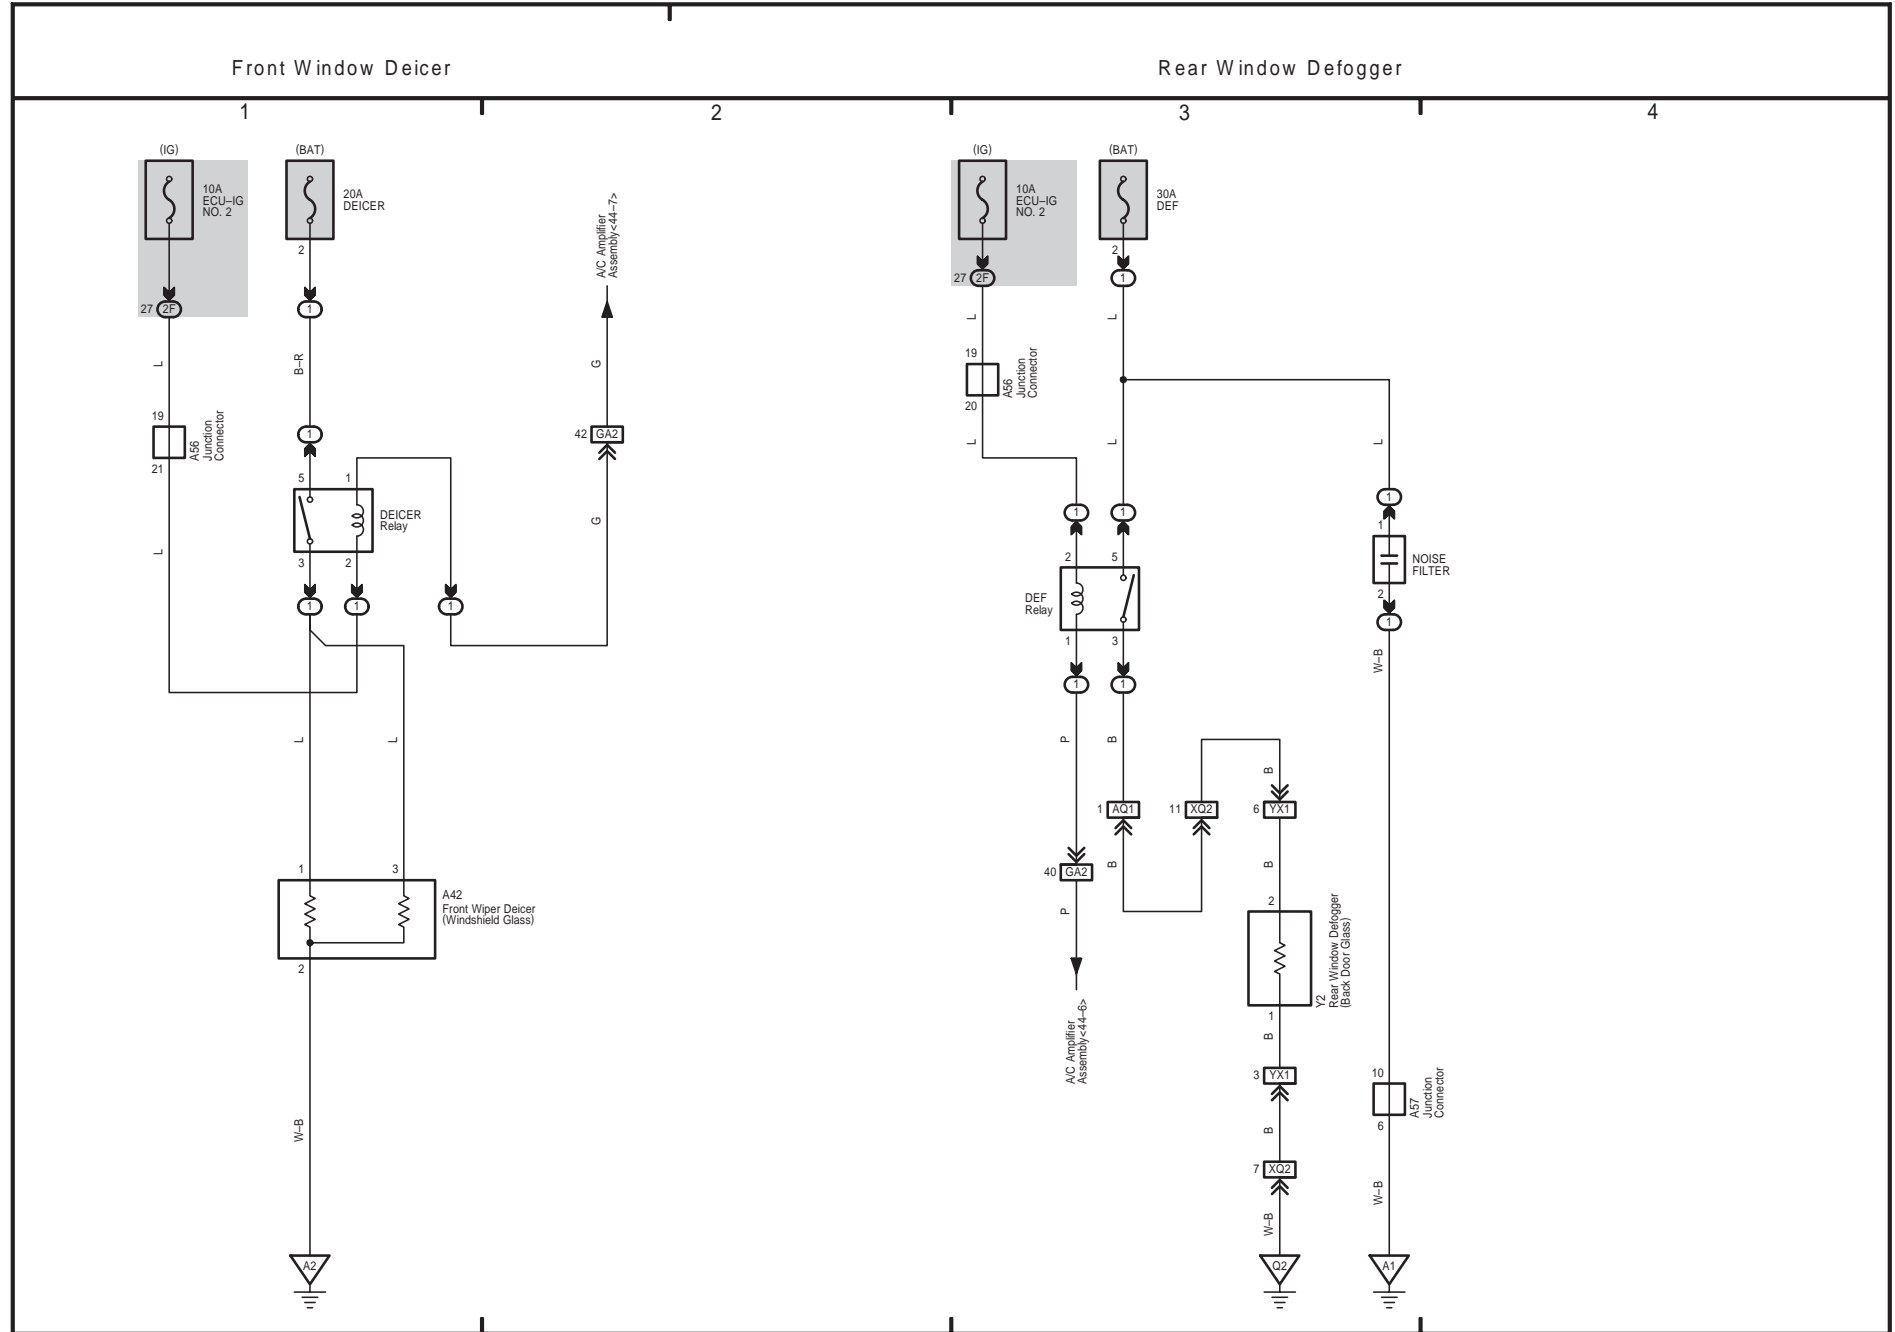 Front Window Deicer
Rear Window Defogger
1
2
3
4
(IG)
10A
ECU–IG
NO. 2
27
2F
L
19
A56
Junction
Connector
21
L
(BAT)
20A
DEICER
2
1
B–R
1
5
1
DEICER
Relay
3
2
1
1
1
A/C Amplifier
Assembly<44–7>
G
42
GA2
G
L
L
1
3
A42
Front Wiper Deicer
(Windshield Glass)
2
W–B
A2
(IG)
10A
ECU–IG
NO. 2
27
2F
L
19
A56
Junction
Connector
20
L
(BAT)
30A
DEF
2
1
L
L
L
1
1
2
5
DEF
Relay
1
3
1
1
P
B
40
GA2
P
A/C Amplifier
Assembly<44–6>
1
AQ1
B
11
XQ2
B
6
YX1
B
2
Y2
Rear Window Defogger
(Back Door Glass)
1
B
3
YX1
B
7
XQ2
W–B
Q2
1
1
NOISE
FILTER
2
1
W–B
10
A57
Junction
Connector
6
W–B
A1